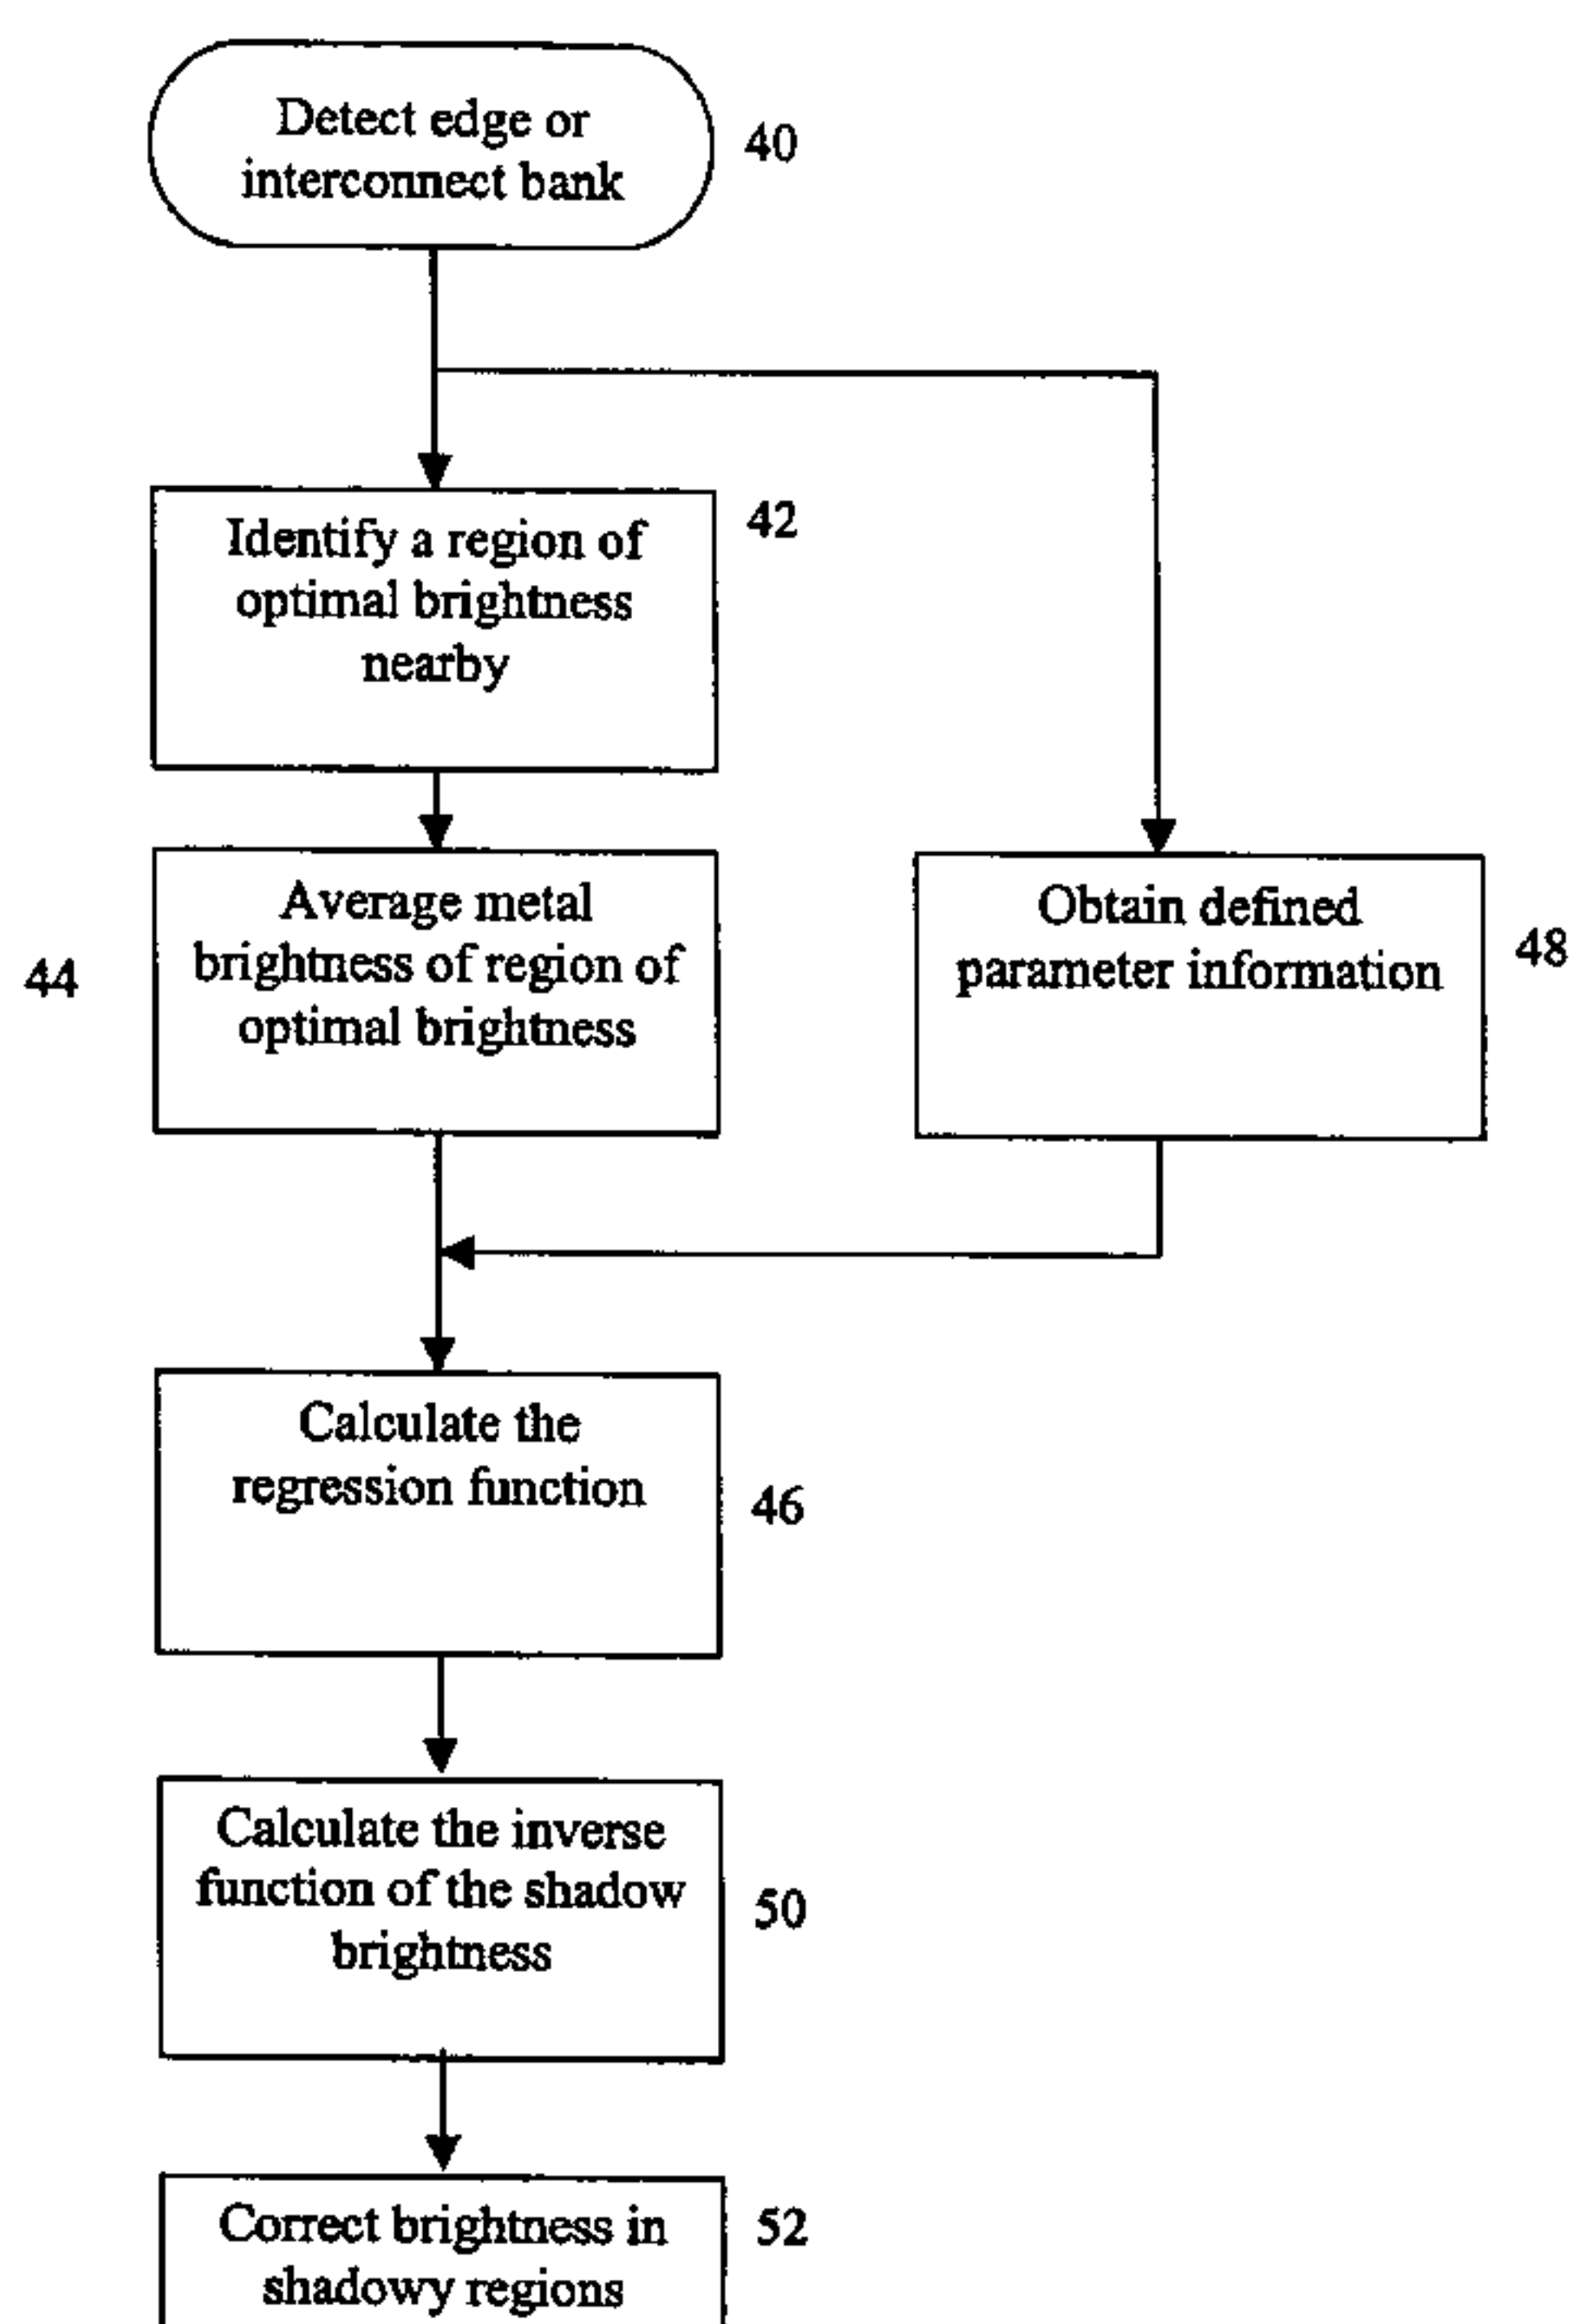 Detect edge or
interconnect bank
40
Identify a region of
optimal brightness
nearby
42
Average metal
brightness of region of
optimal brightness
44
Obtain defined
parameter information
48
Calculate the
regression function
46
Calculate the inverse
function of the shadow
brightness
50
Correct brightness in
shadowy regions
52